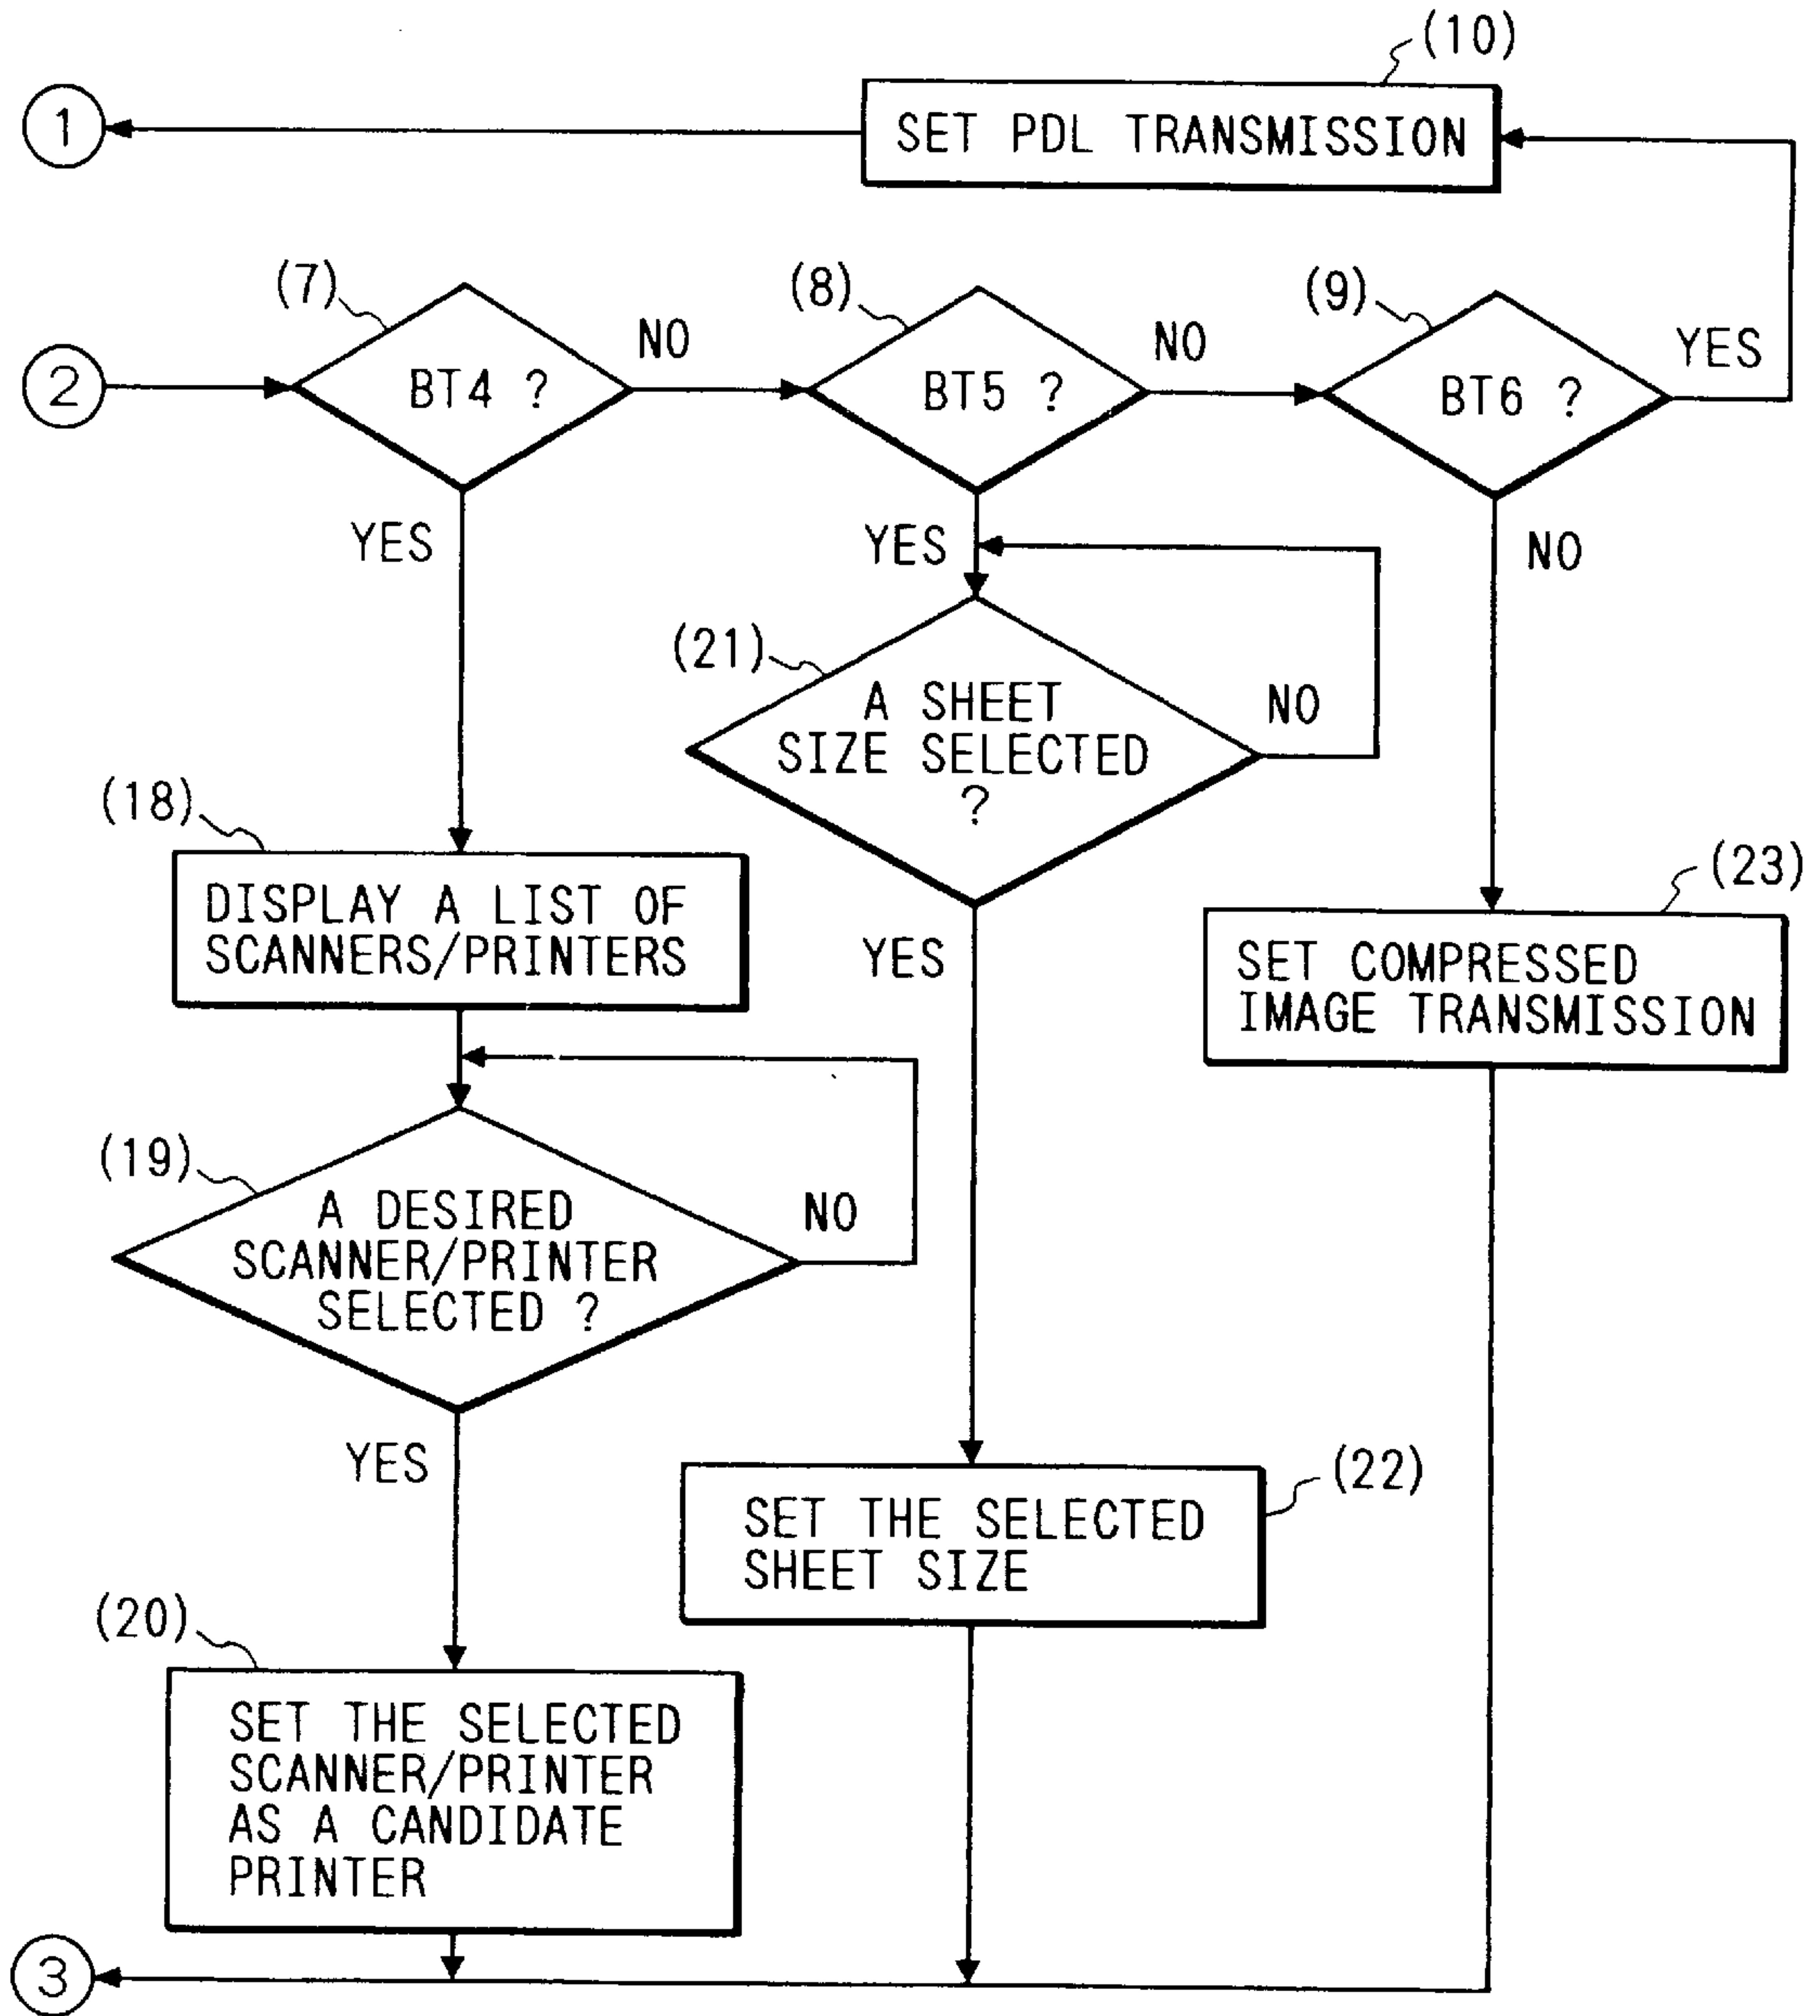 (10)
1
SET PDL TRANSMISSION
(7)
(8)
(9)
NO
NO
YES
2
BT4 ?
BT5 ?
BT6 ?
YES
YES
NO
(21)
A SHEET
SIZE SELECTED
?
NO
(18)
DISPLAY A LIST OF
SCANNERS/PRINTERS
YES
(23)
SET COMPRESSED
IMAGE TRANSMISSION
(19)
A DESIRED
SCANNER/PRINTER
SELECTED ?
NO
YES
(22)
SET THE SELECTED
SHEET SIZE
(20)
SET THE SELECTED
SCANNER/PRINTER
AS A CANDIDATE
PRINTER
3